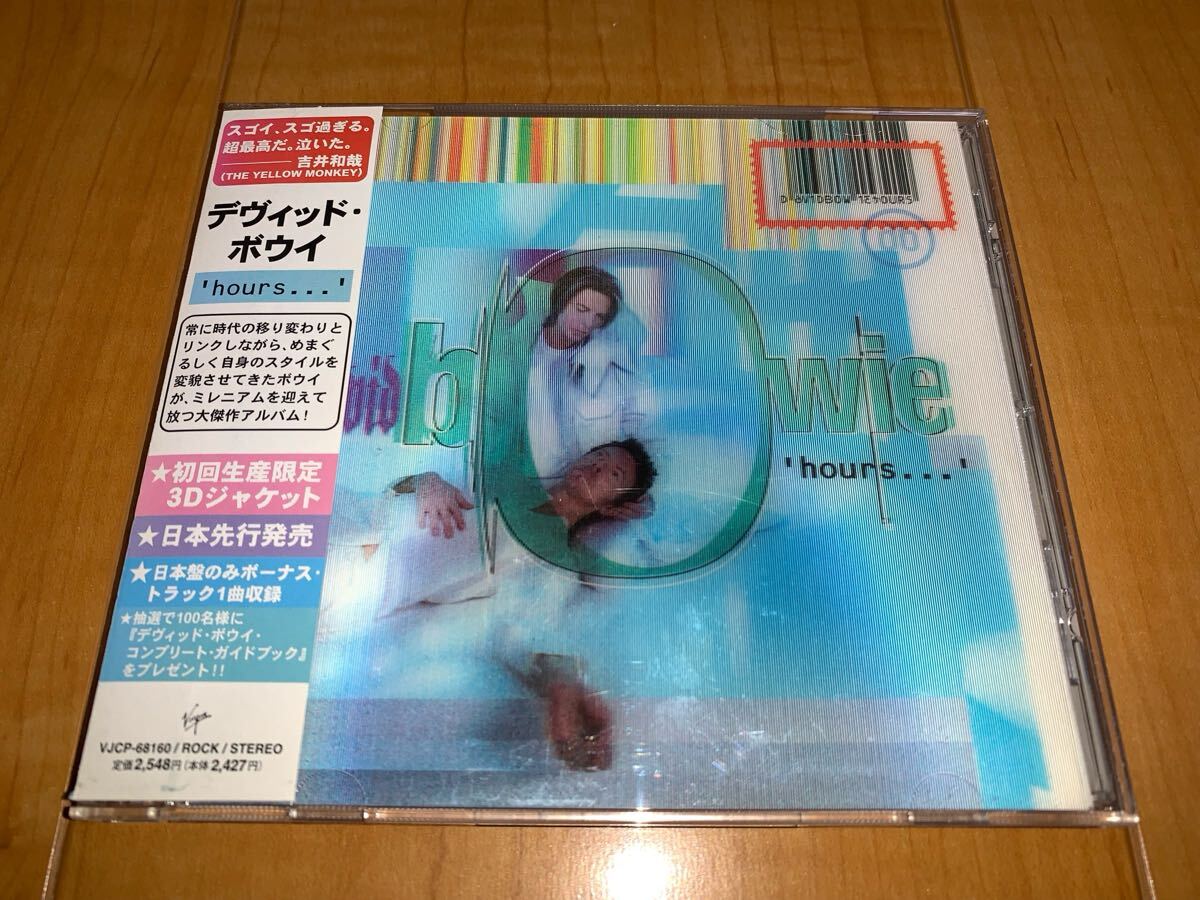 スゴイ、スゴ過ぎる。
超最高だ。泣いた。
吉井和哉
(THE YELLOW MONKEY)
デヴィッド・
ボウイ
'hours...'
常に時代の移り変わりと
リンクしながら、めまぐ
るしく自身のスタイルを
変貌させてきたボウイ
が、ミレニアムを迎えて
放つ大傑作アルバム!
★初回生産限定
3Dジャケット
★日本先行発売
★日本盤のみボーナス・
トラック1曲収録
★抽選で100名様に
『デヴィッド・ボウイ・
コンプリート・ガイドブック』
をプレゼント!!
Virgin
VJCP-68160/ROCK/STEREO
定価2,548円(本体2,427円)
bowie
'hours...'
00